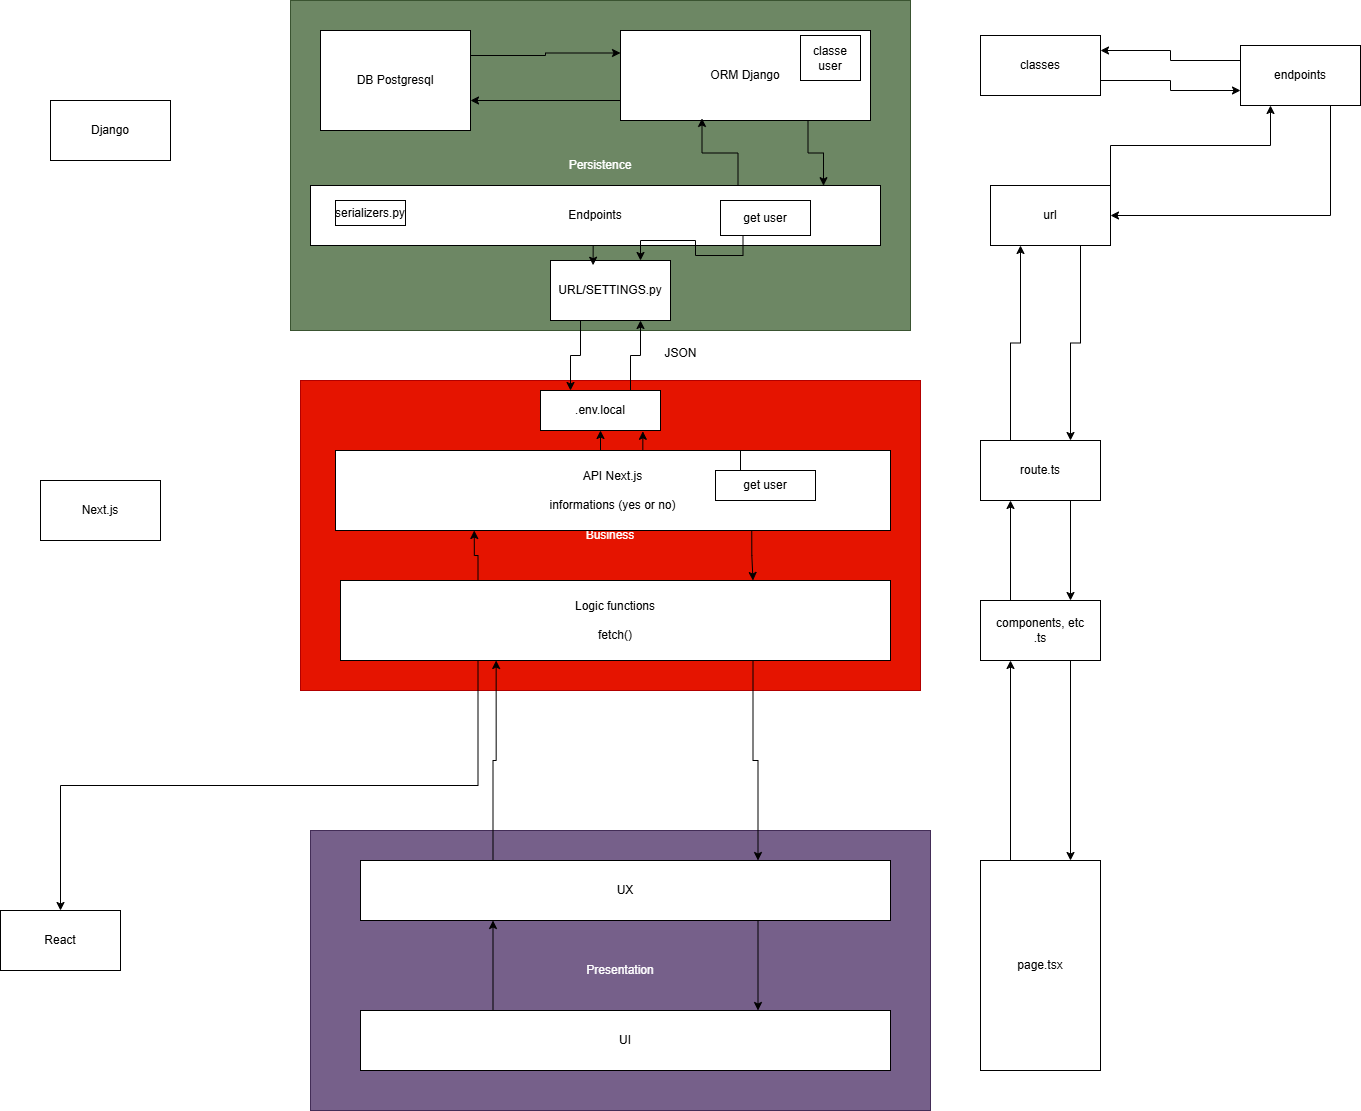 DB Postgresql
ORM Django
classe
user
classes
endpoints
Django
Persistence
serializers.py
Endpoints
get user
url
URL/SETTINGS.py
JSON
.env.local
API Next.js
informations (yes or no)
get user
route.ts
Next.js
Business
Logic functions
fetch()
components, etc
.ts
UX
React
Presentation
page.tsx
UI